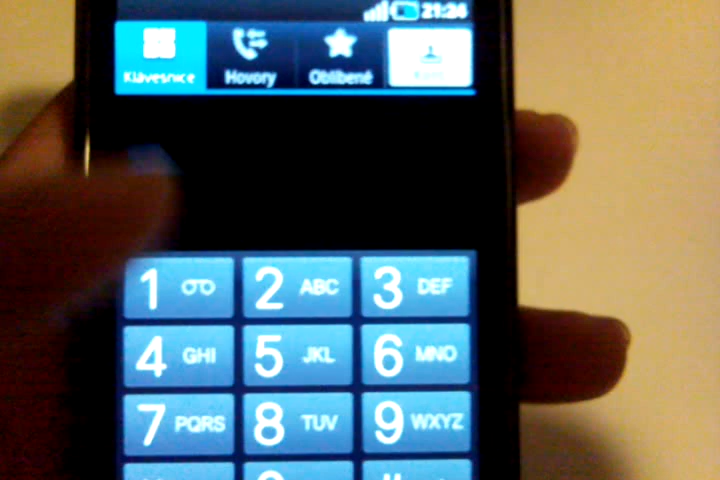 21:24
Klávesnice Hovory Oblíbené
1 2 ABC 3 DEF
4 GHI 5 JKL 6 MNO
7 PQRS 8 TUV 9 WXYZ